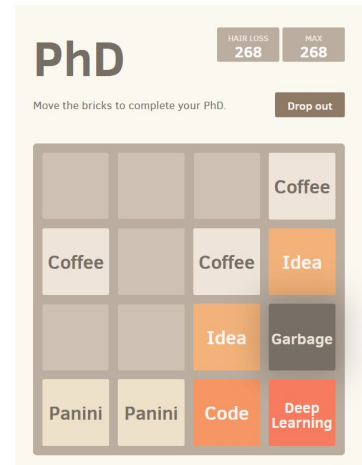 PhD
HAIR LOSS
268
MAX
268
Move the bricks to complete your PhD.
Drop out
Coffee
Coffee
Coffee
Idea
Idea
Garbage
Panini
Panini
Code
Deep
Learning